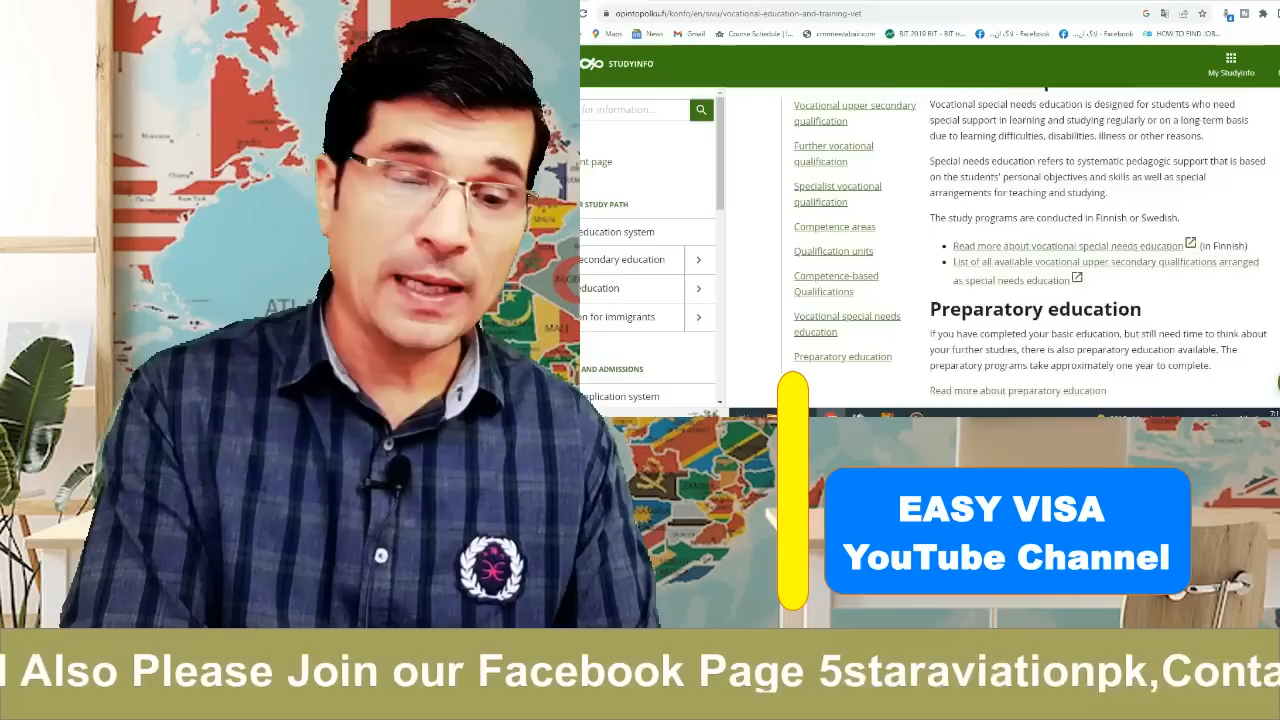 opintopolku.fi/konfo/en/sivu/vocational-education-and-training-vet
Maps
News
Gmail
Course Schedule |...
crmmeezabair.com
BIT 2019 BIT - BIT tr...
- Facebook
- Facebook
HOW TO FIND JOB...
STUDYINFO
My Studyinfo
for information...
nt page
R STUDY PATH
education system
econdary education
education
on for immigrants
AND ADMISSIONS
pplication system
Vocational upper secondary
qualification
Further vocational
qualification
Specialist vocational
qualification
Competence areas
Qualification units
Competence-Based
Qualifications
Vocational special needs
education
Preparatory education
Vocational special needs education is designed for students who need
special support in learning and studying regularly or on a long-term basis
due to learning difficulties, disabilities, illness or other reasons.
Special needs education refers to systematic pedagogic support that is based
on the students' personal objectives and skills as well as special
arrangements for teaching and studying.
The study programs are conducted in Finnish or Swedish.
Read more about vocational special needs education (in Finnish)
List of all available vocational upper secondary qualifications arranged
as special needs education
Preparatory education
If you have completed your basic education, but still need time to think about
your further studies, there is also preparatory education available. The
preparatory programs take approximately one year to complete.
Read more about preparatory education
SPAIN
MALI
EASY VISA
YouTube Channel
Also Please Join our Facebook Page 5staraviationpk,Conta